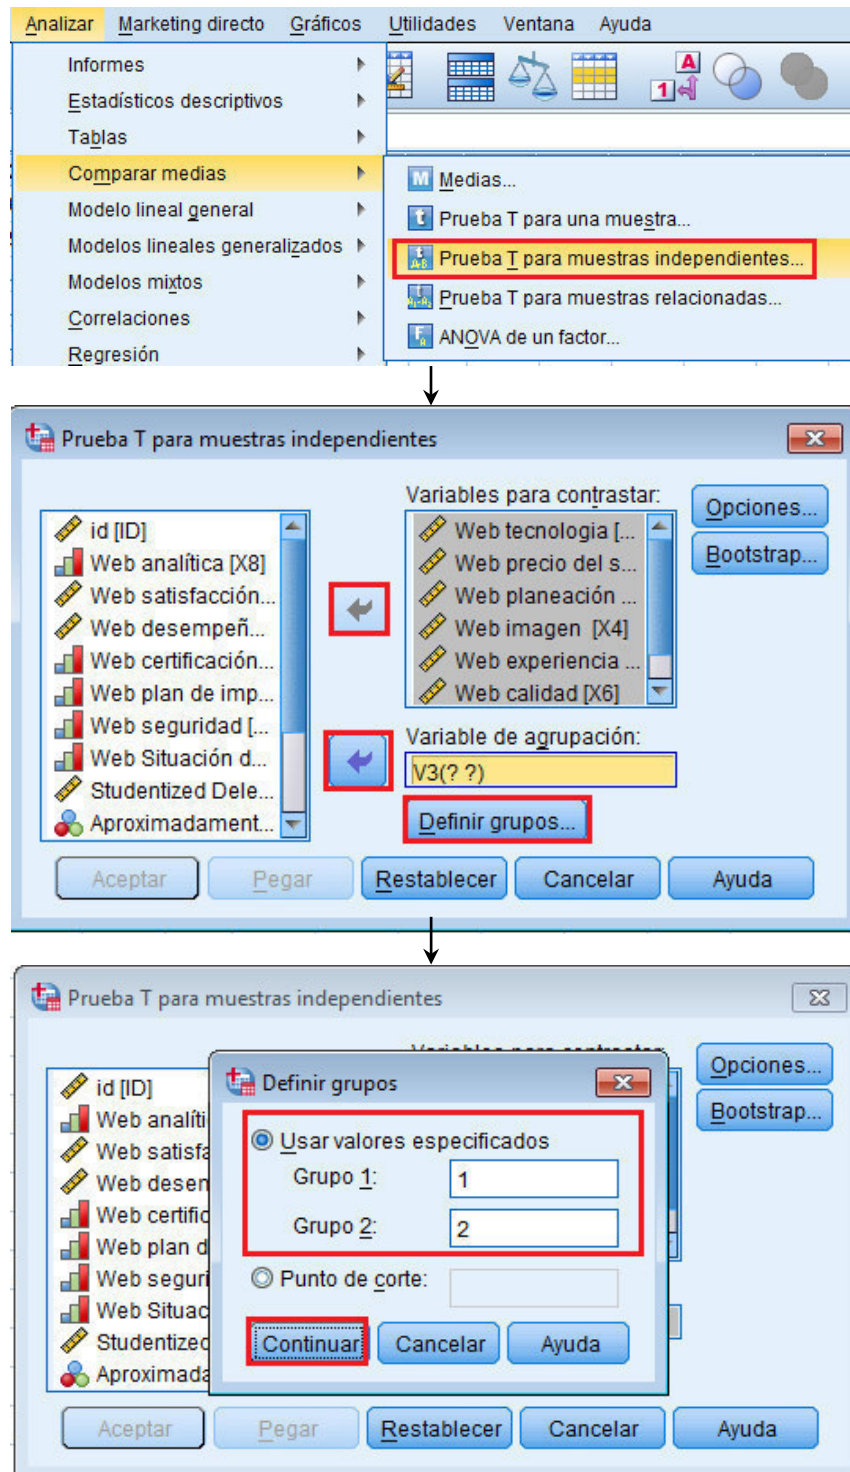 Analizar Marketing directo Gráficos Utilidades Ventana Ayuda
Informes
Estadísticos descriptivos
Tablas
Comparar medias
Modelo lineal general
Modelos lineales generalizados
Modelos mixtos
Correlaciones
Regresión
A
1
M Medias...
t Prueba T para una muestra...
Prueba T para muestras independientes...
Prueba T para muestras relacionadas...
ANOVA de un factor...
Prueba T para muestras independientes
id [ID]
Web analítica [X8]
Web satisfacción...
Web desempeñ...
Web certificación...
Web plan de imp...
Web seguridad [...
Web Situación d...
Studentized Dele...
Aproximadament...
Variables para contrastar:
Web tecnologia [...
Web precio del s...
Web planeación ...
Web imagen [X4]
Web experiencia ...
Web calidad [X6]
Variable de agrupación:
V3(? ?)
Definir grupos...
Opciones...
Bootstrap...
Aceptar Pegar Restablecer Cancelar Ayuda
Prueba T para muestras independientes
id [ID]
Web analíti
Web satisfa
Web desen
Web certific
Web plan d
Web seguri
Web Situac
Studentized
Aproximada
Variables para contrastar:
Definir grupos
Usar valores especificados
Grupo 1: 1
Grupo 2: 2
Punto de corte:
Continuar Cancelar Ayuda
Opciones...
Bootstrap...
Aceptar Pegar Restablecer Cancelar Ayuda